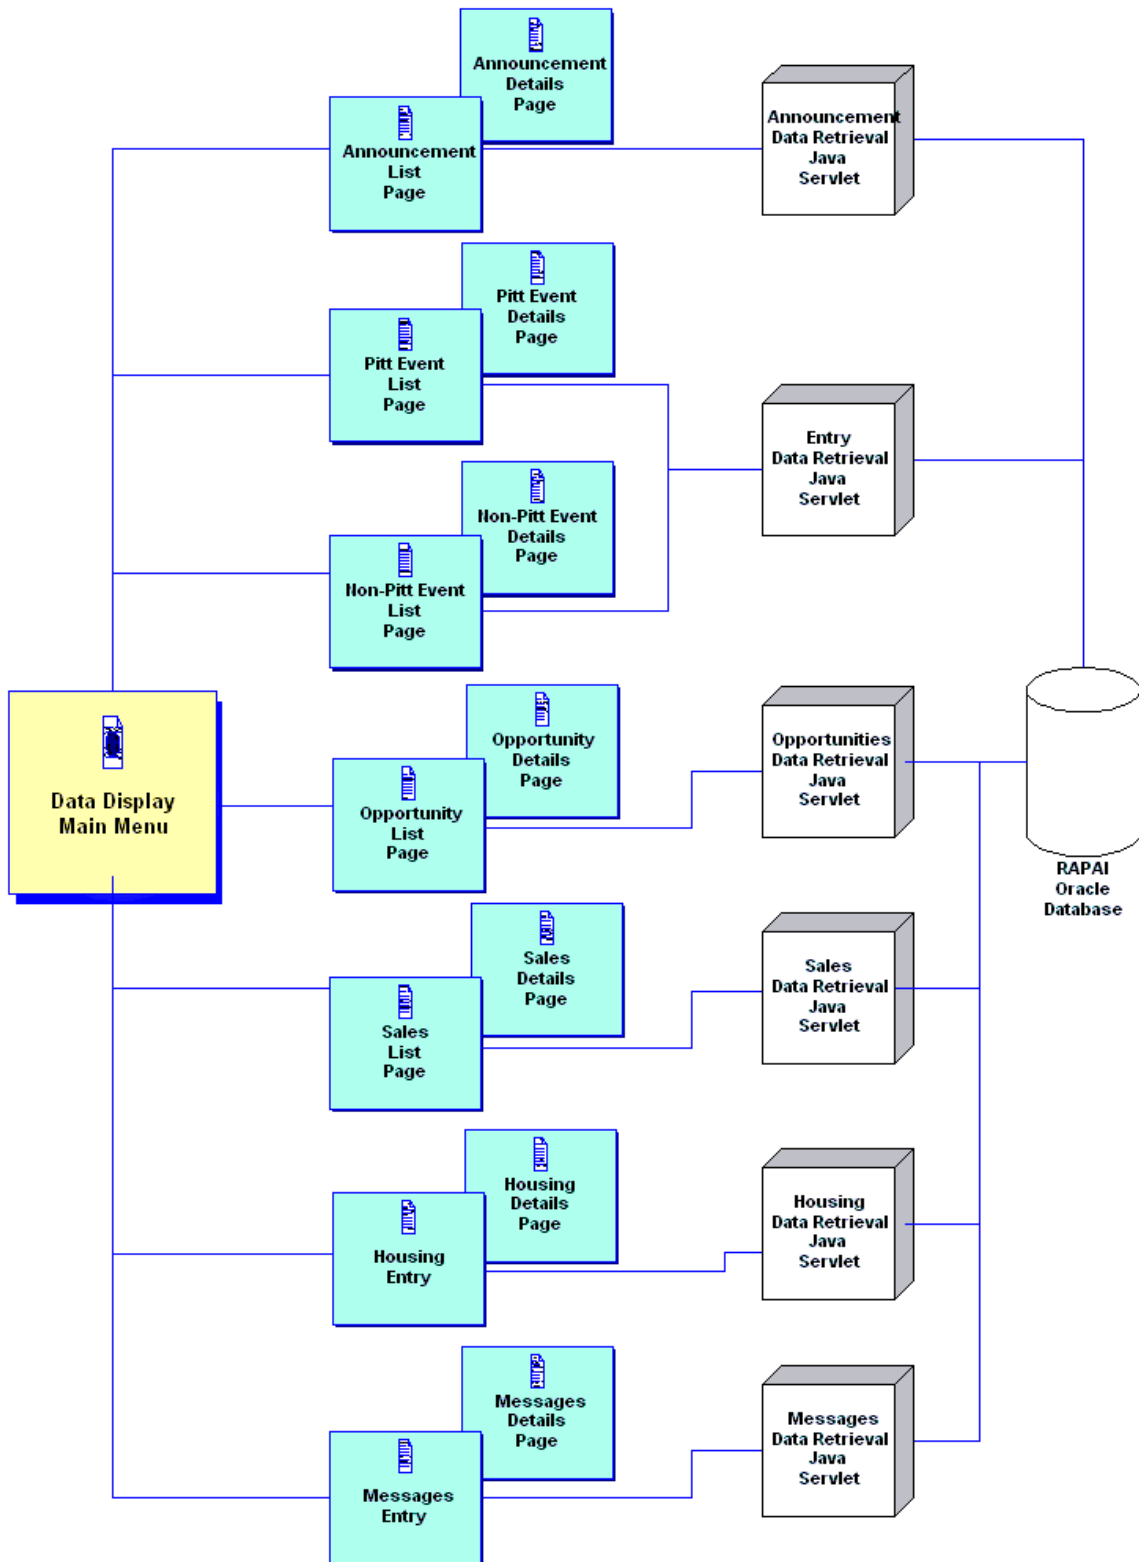 Announcement
Details
Page
Announcement
List
Page
Announcement
Data Retrieval
Java
Servlet
Pitt Event
Details
Page
Pitt Event
List
Page
Entry
Data Retrieval
Java
Servlet
Non-Pitt Event
Details
Page
Non-Pitt Event
List
Page
Data Display
Main Menu
Opportunity
Details
Page
Opportunity
List
Page
Opportunities
Data Retrieval
Java
Servlet
RAPAI
Oracle
Database
Sales
Details
Page
Sales
List
Page
Sales
Data Retrieval
Java
Servlet
Housing
Details
Page
Housing
Entry
Housing
Data Retrieval
Java
Servlet
Messages
Details
Page
Messages
Entry
Messages
Data Retrieval
Java
Servlet